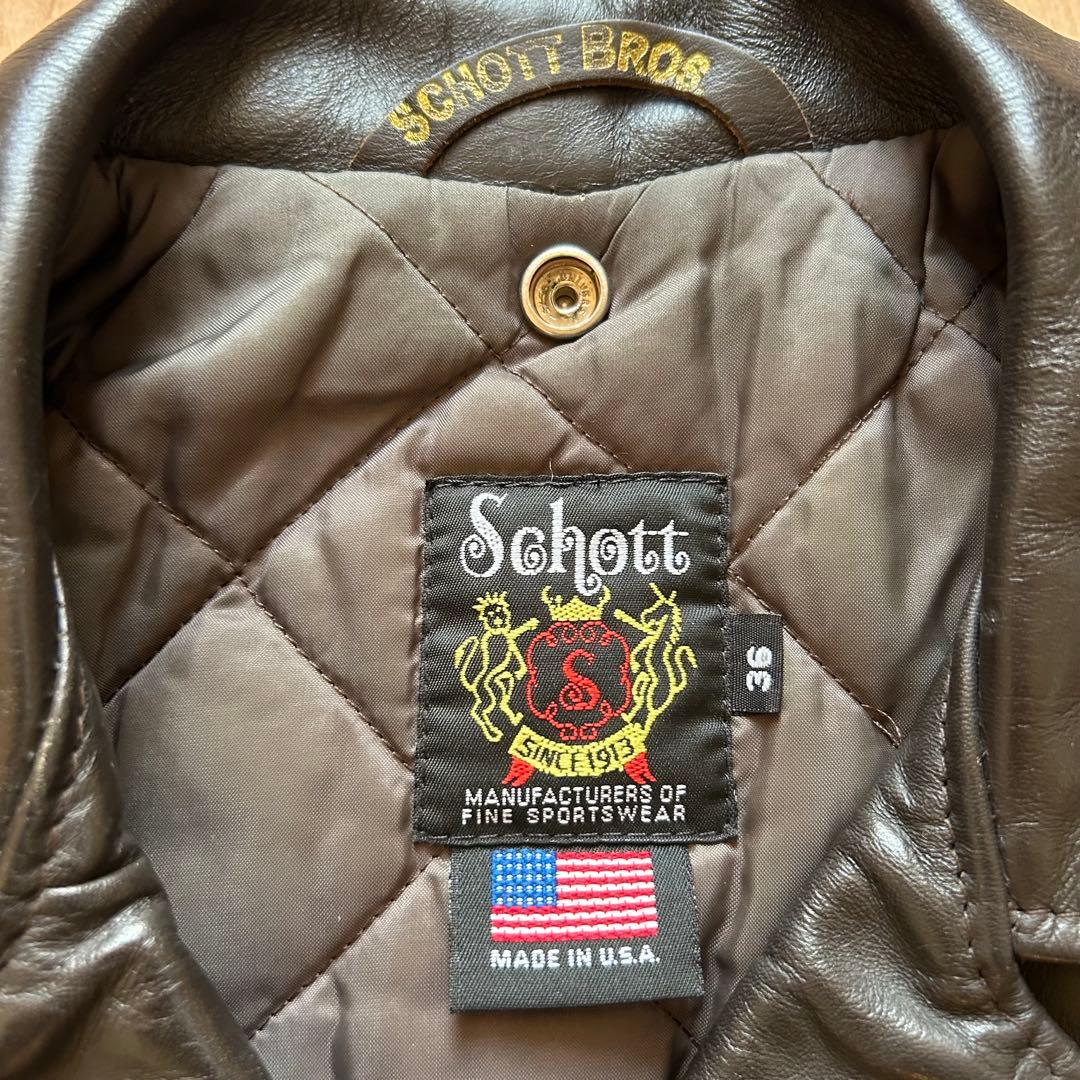 SCHOTT BROS.
Schott
S
SINCE 1913
MANUFACTURERS OF
FINE SPORTSWEAR
36
MADE IN U.S.A.